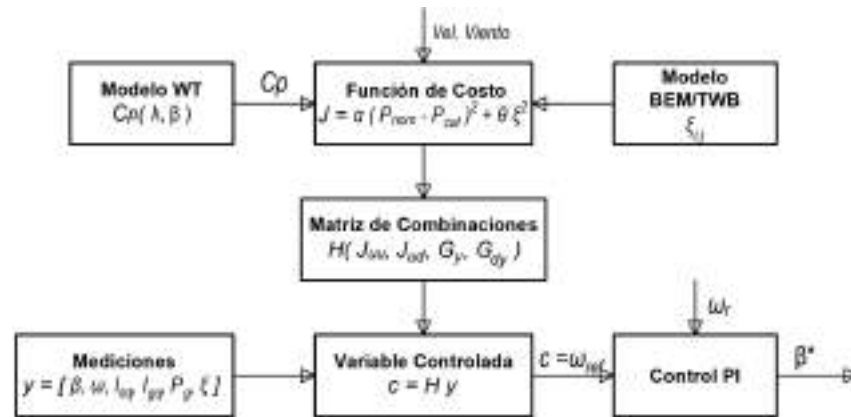 Vel. Viento
Modelo WT
Cp( λ, β )
Cp
Función de Costo
J = α ( Pnom - Pcal )² + θ ξ²
Modelo
BEM/TWB
ξi,j
Matriz de Combinaciones
H( Juu, Jud, Gy, Gdy )
Mediciones
y = [ β, ω, Isq, Igq, Pg, ξ ]
Variable Controlada
c = H y
c = ωref
ωr
Control PI
β*